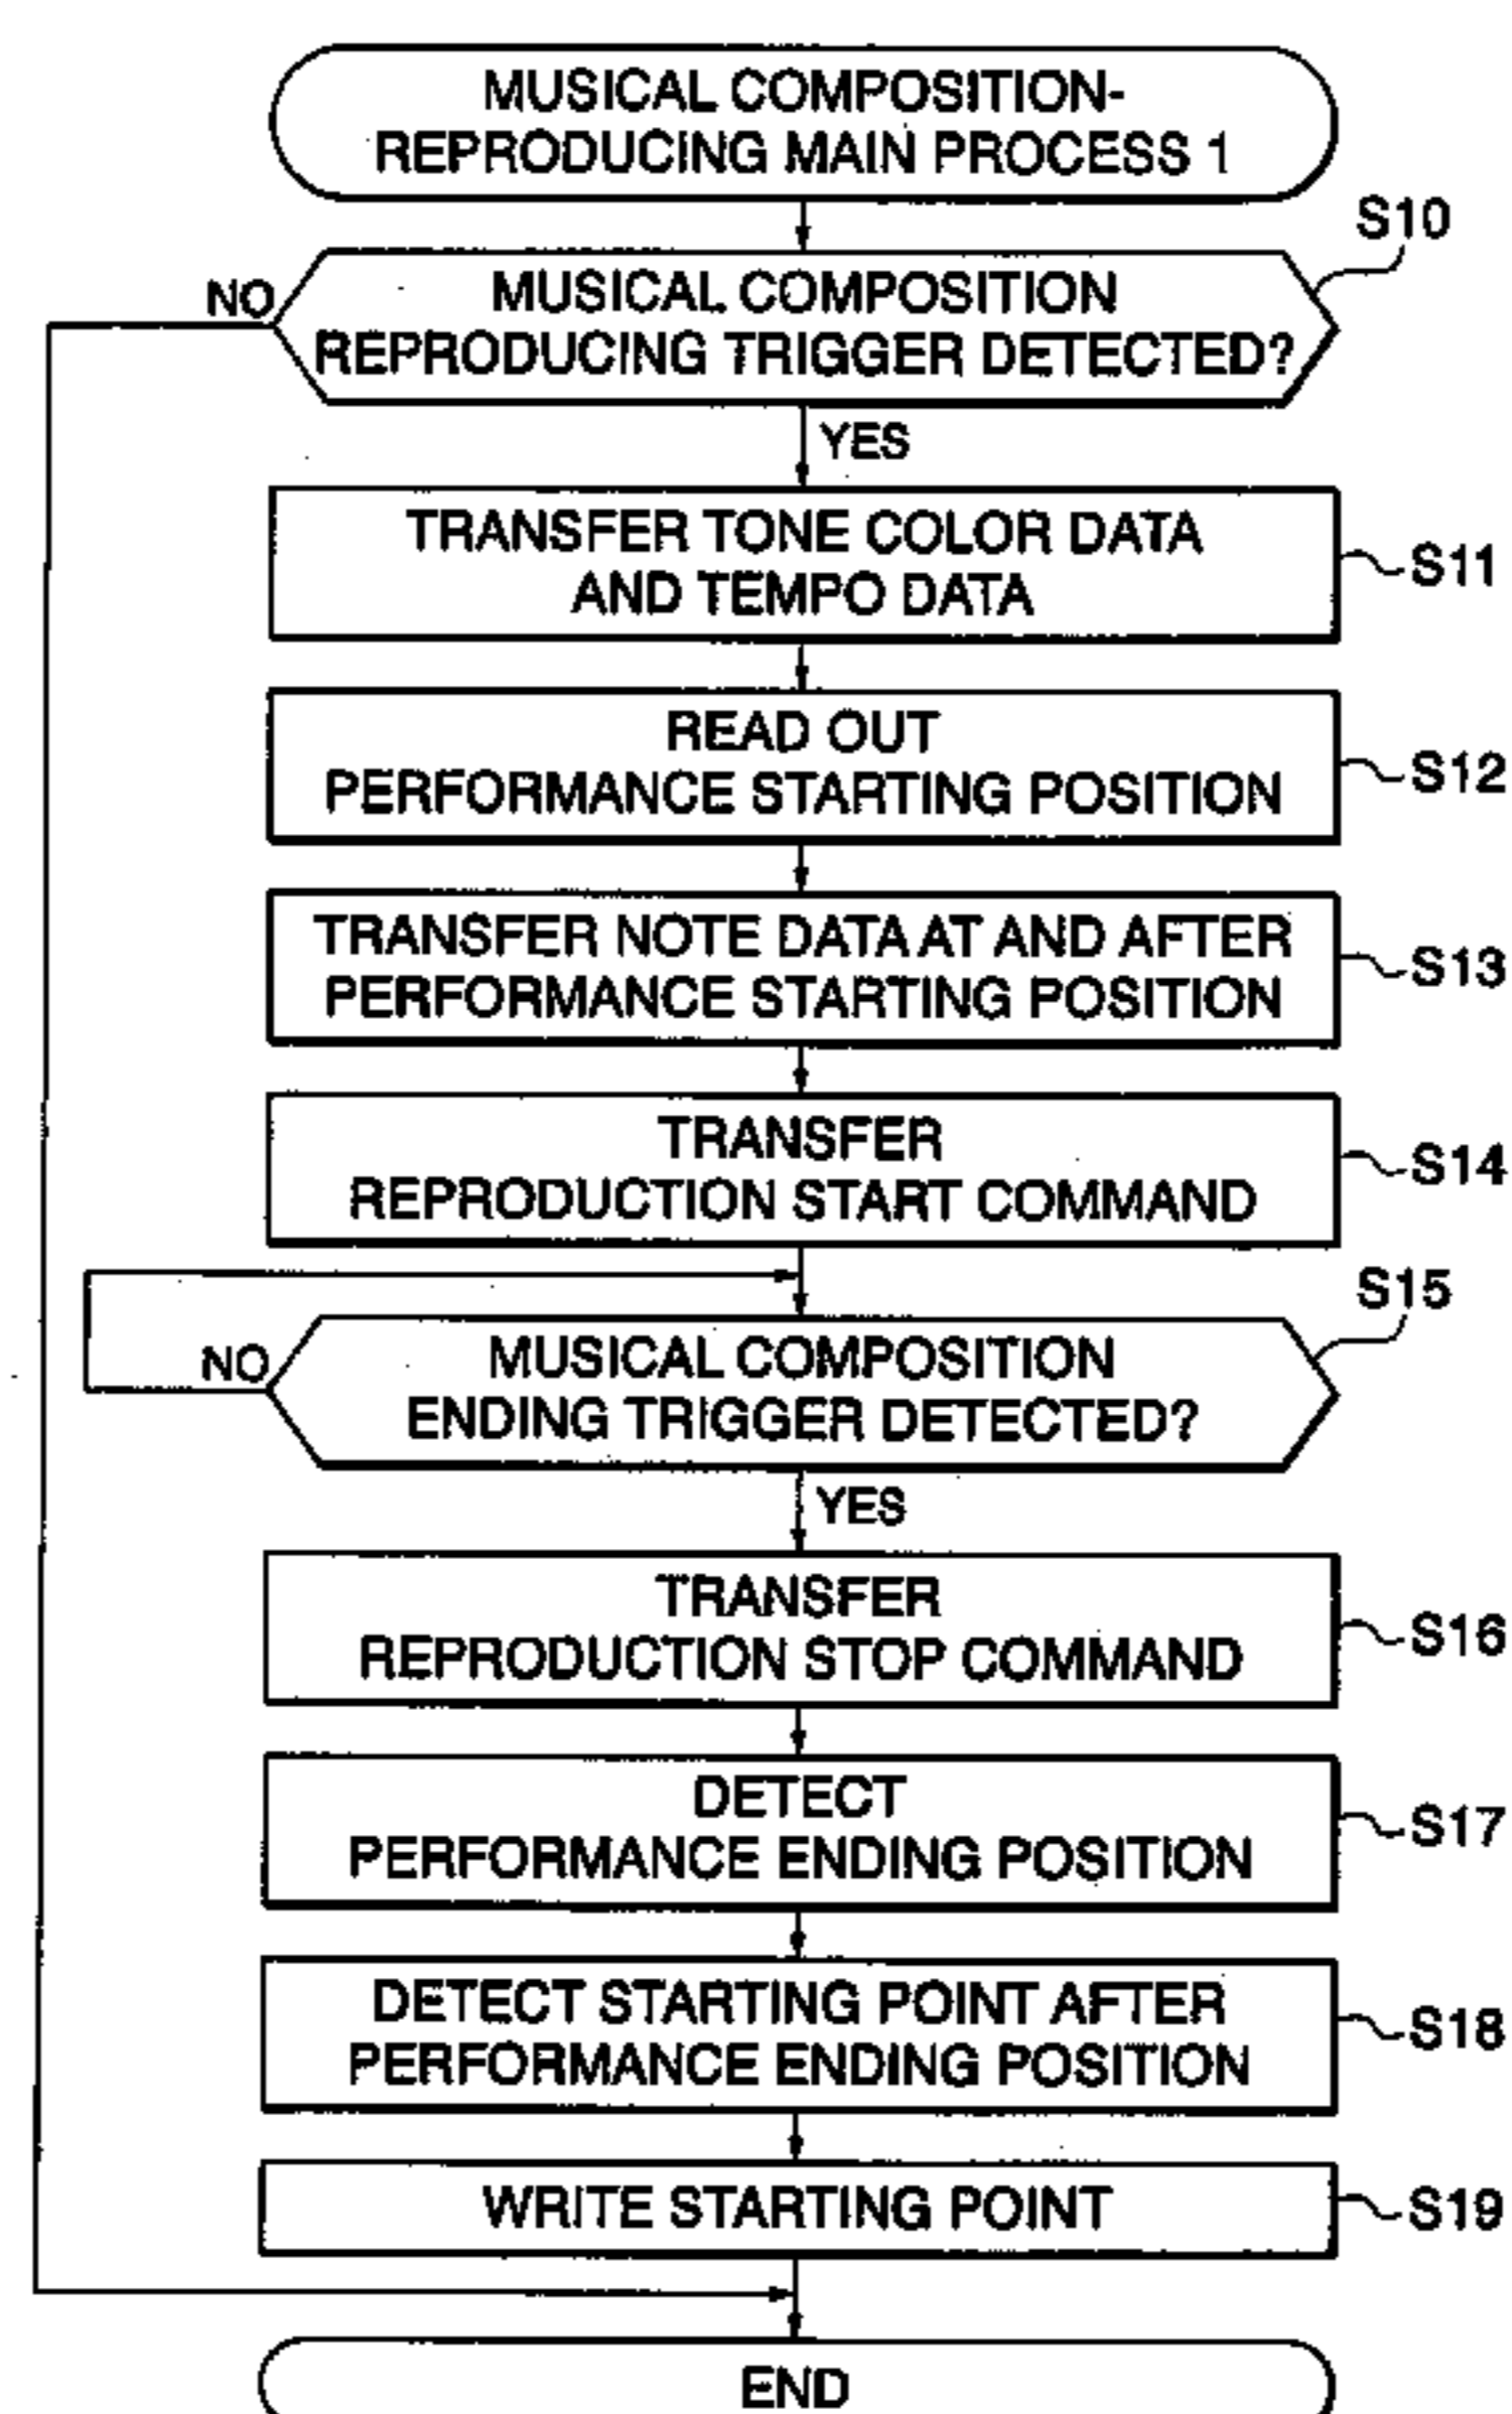 MUSICAL COMPOSITION-
REPRODUCING MAIN PROCESS 1
S10
NO
MUSICAL COMPOSITION
REPRODUCING TRIGGER DETECTED?
YES
TRANSFER TONE COLOR DATA
AND TEMPO DATA
S11
READ OUT
PERFORMANCE STARTING POSITION
S12
TRANSFER NOTE DATA AT AND AFTER
PERFORMANCE STARTING POSITION
S13
TRANSFER
REPRODUCTION START COMMAND
S14
S15
NO
MUSICAL COMPOSITION
ENDING TRIGGER DETECTED?
YES
TRANSFER
REPRODUCTION STOP COMMAND
S16
DETECT
PERFORMANCE ENDING POSITION
S17
DETECT STARTING POINT AFTER
PERFORMANCE ENDING POSITION
S18
WRITE STARTING POINT
S19
END